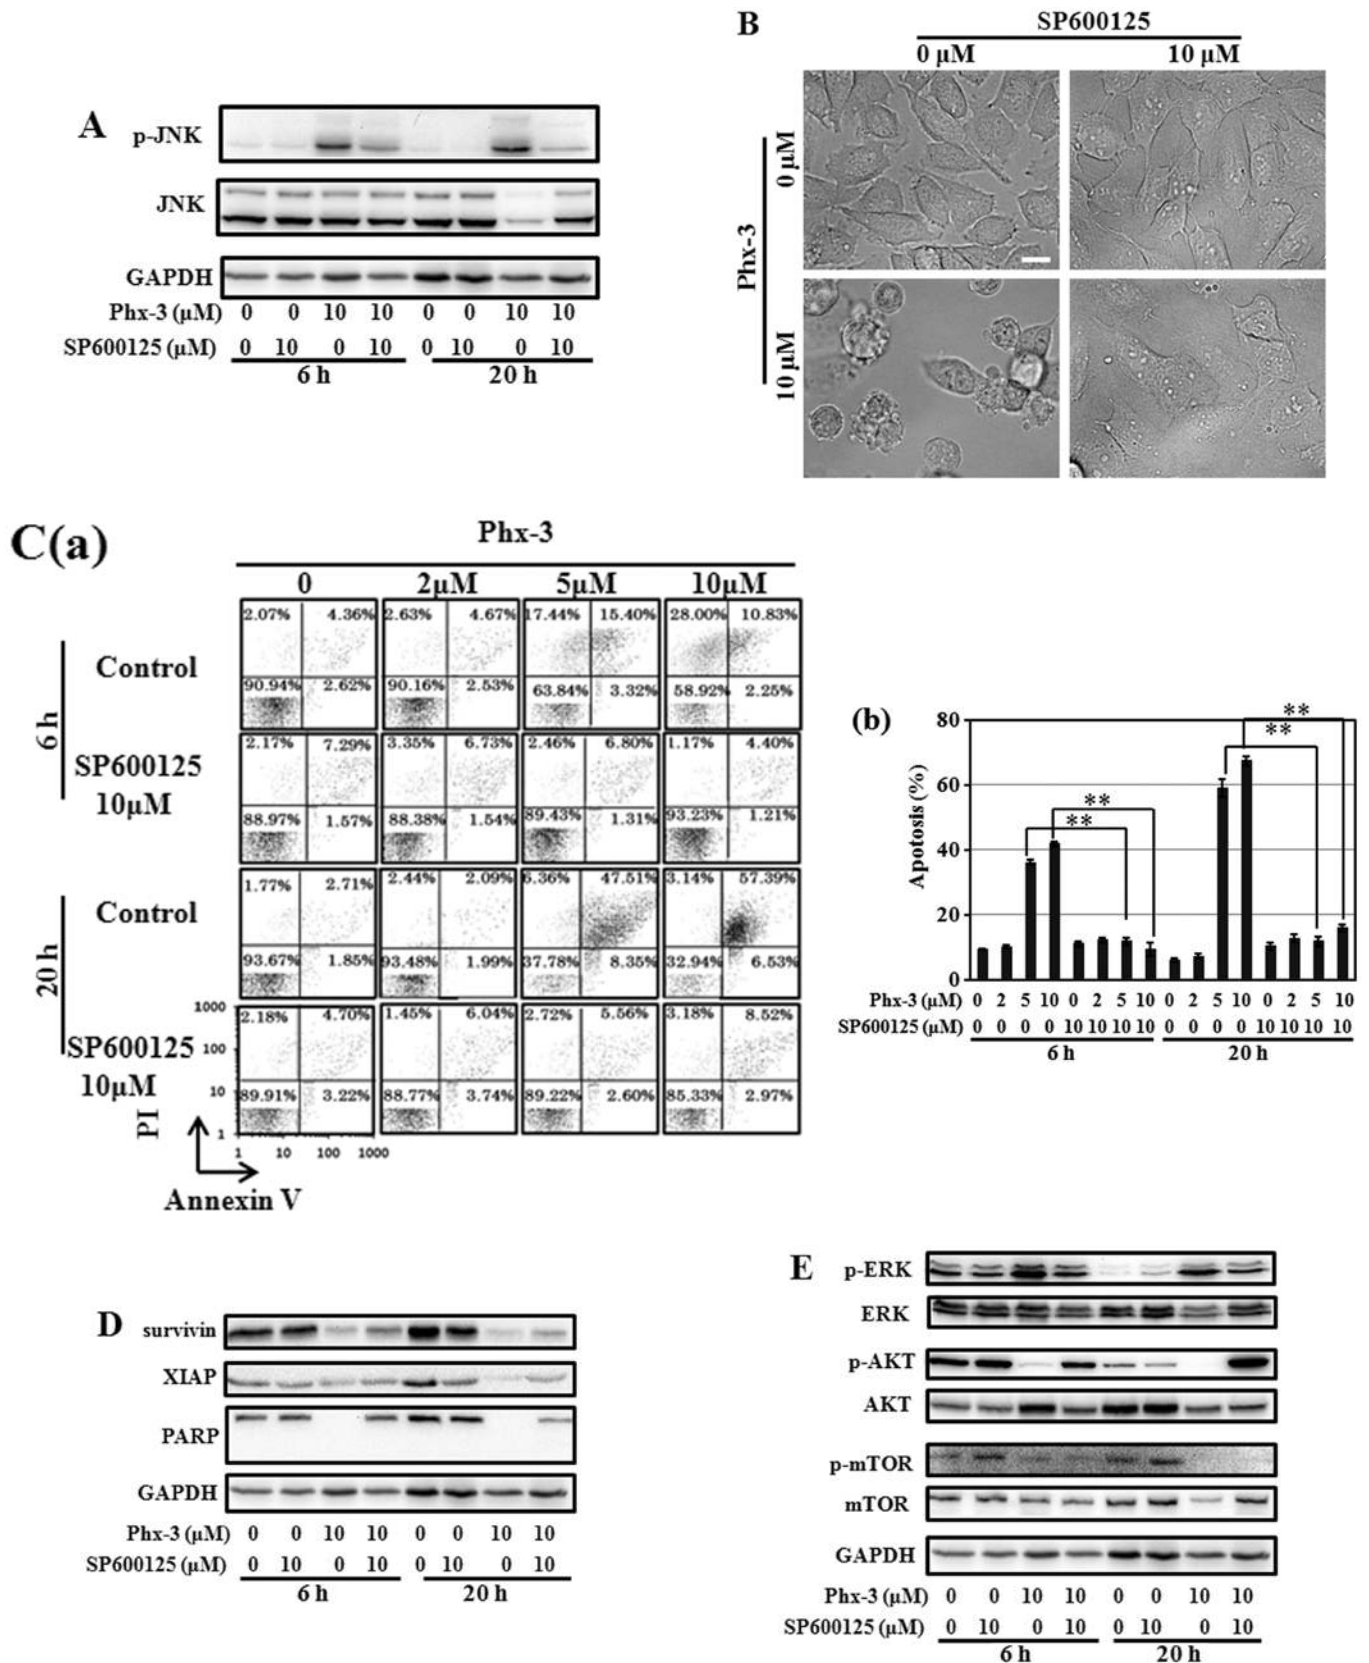 B
SP600125
0 µM
10 µM
Phx-3
0 µM
10 µM
A
p-JNK
JNK
GAPDH
Phx-3 (µM) 0 0 10 10 0 0 10 10
SP600125 (µM) 0 10 0 10 0 10 0 10
6 h 20 h
C(a)
Phx-3
0 2µM 5µM 10µM
6 h
Control
2.07% 4.36% 2.63% 4.67% 17.44% 15.40% 28.00% 10.83%
90.94% 2.62% 90.16% 2.53% 63.84% 3.32% 58.92% 2.25%
SP600125
10µM
2.17% 7.29% 3.35% 6.73% 2.46% 6.80% 1.17% 4.40%
88.97% 1.57% 88.38% 1.54% 89.43% 1.31% 93.23% 1.21%
20 h
Control
1.77% 2.71% 2.44% 2.09% 6.36% 47.51% 3.14% 57.39%
93.67% 1.85% 93.48% 1.99% 37.78% 8.35% 32.94% 6.53%
SP600125
10µM
2.18% 4.70% 1.45% 6.04% 2.72% 5.56% 3.18% 8.52%
89.91% 3.22% 88.77% 3.74% 89.22% 2.60% 85.33% 2.97%
1000
100
10
1
1 10 100 1000
PI
Annexin V
(b)
Apotosis (%)
80
60
40
20
0
**
**
**
**
Phx-3 (µM) 0 2 5 10 0 2 5 10 0 2 5 10 0 2 5 10
SP600125 (µM) 0 0 0 0 10 10 10 10 0 0 0 0 10 10 10 10
6 h 20 h
D
survivin
XIAP
PARP
GAPDH
Phx-3 (µM) 0 0 10 10 0 0 10 10
SP600125 (µM) 0 10 0 10 0 10 0 10
6 h 20 h
E
p-ERK
ERK
p-AKT
AKT
p-mTOR
mTOR
GAPDH
Phx-3 (µM) 0 0 10 10 0 0 10 10
SP600125 (µM) 0 10 0 10 0 10 0 10
6 h 20 h